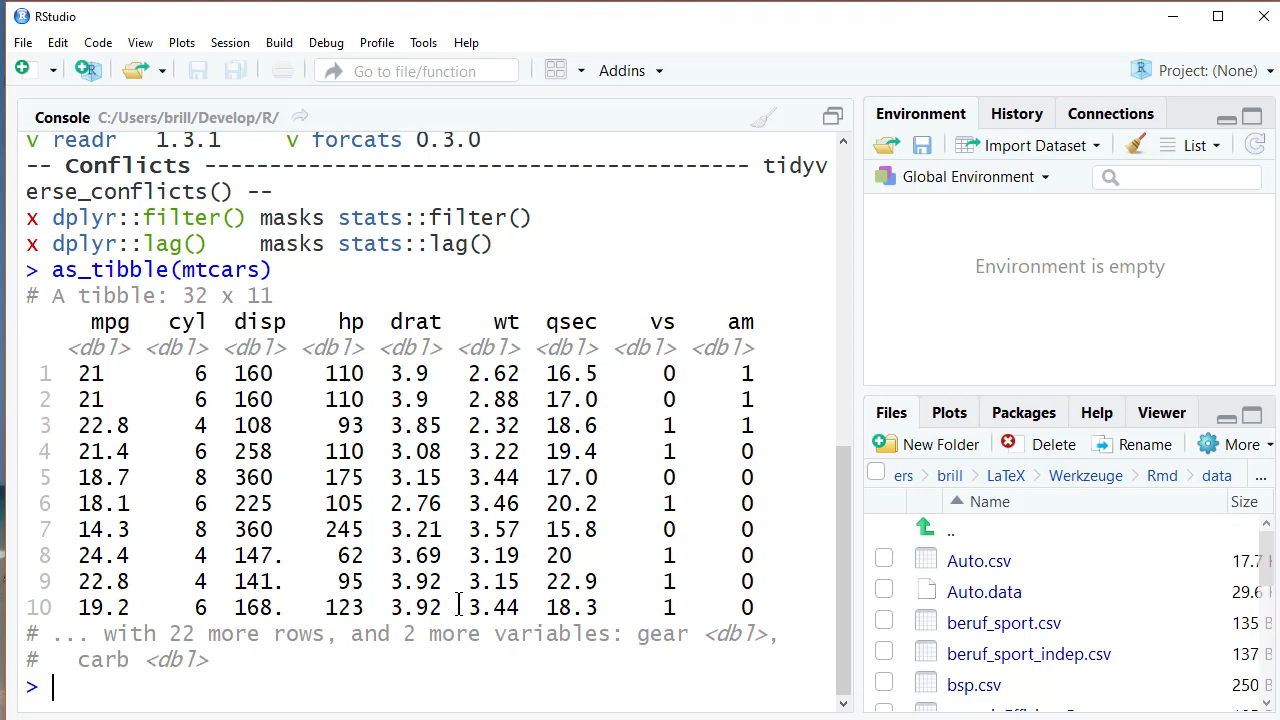 RStudio
File Edit Code View Plots Session Build Debug Profile Tools Help
Go to file/function Addins Project: (None)
Console C:/Users/brill/Develop/R/
v readr 1.3.1 v forcats 0.3.0
-- Conflicts ------------------------------------------ tidyv
erse_conflicts() --
x dplyr::filter() masks stats::filter()
x dplyr::lag() masks stats::lag()
> as_tibble(mtcars)
# A tibble: 32 x 11
mpg cyl disp hp drat wt qsec vs am
<dbl> <dbl> <dbl> <dbl> <dbl> <dbl> <dbl> <dbl> <dbl>
1 21 6 160 110 3.9 2.62 16.5 0 1
2 21 6 160 110 3.9 2.88 17.0 0 1
3 22.8 4 108 93 3.85 2.32 18.6 1 1
4 21.4 6 258 110 3.08 3.22 19.4 1 0
5 18.7 8 360 175 3.15 3.44 17.0 0 0
6 18.1 6 225 105 2.76 3.46 20.2 1 0
7 14.3 8 360 245 3.21 3.57 15.8 0 0
8 24.4 4 147. 62 3.69 3.19 20 1 0
9 22.8 4 141. 95 3.92 3.15 22.9 1 0
10 19.2 6 168. 123 3.92 3.44 18.3 1 0
# ... with 22 more rows, and 2 more variables: gear <dbl>,
# carb <dbl>
>
Environment History Connections
Import Dataset List
Global Environment
Environment is empty
Files Plots Packages Help Viewer
New Folder Delete Rename More
ers brill LaTeX Werkzeuge Rmd data ...
Name Size
..
Auto.csv 17.7
Auto.data 29.6
beruf_sport.csv 135 B
beruf_sport_indep.csv 137 B
bsp.csv 250 B